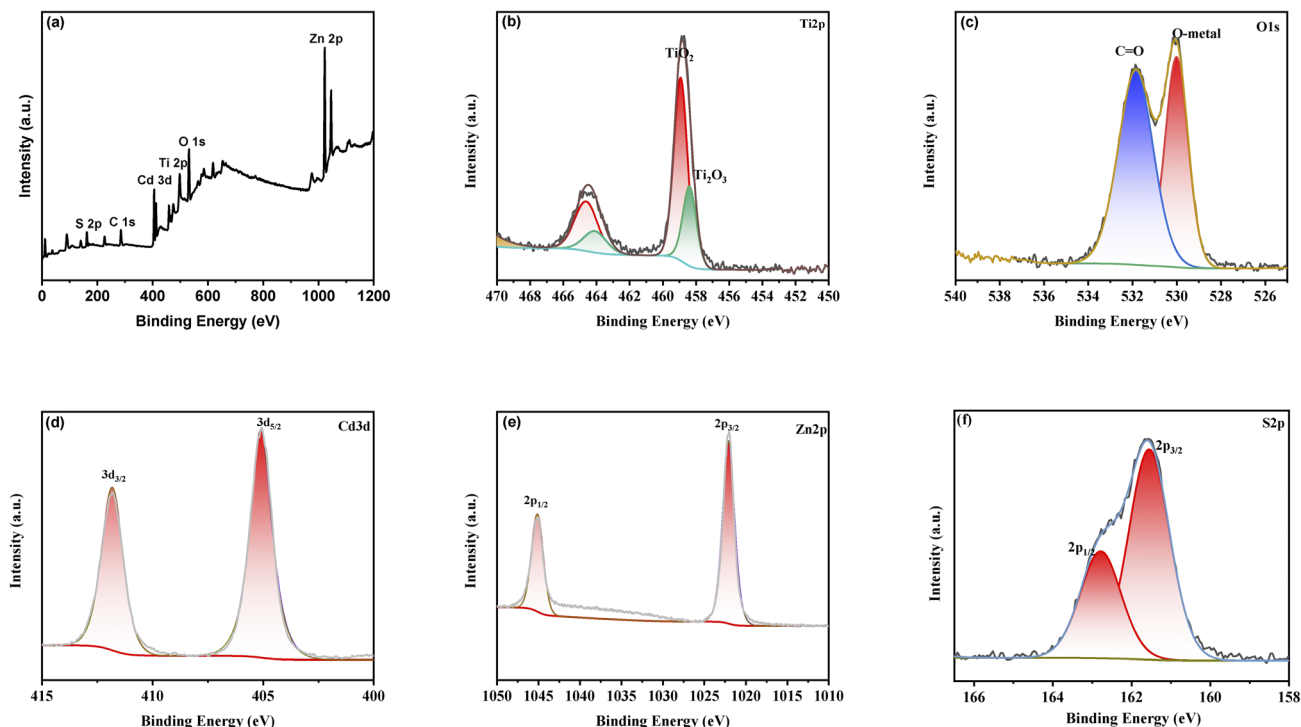 (a)
Zn 2p
O 1s
Ti 2p
Cd 3d
S 2p
C 1s
Intensity (a.u.)
0 200 400 600 800 1000 1200
Binding Energy (eV)
(b)
Ti2p
TiO₂
Ti₂O₃
Intensity (a.u.)
470 468 466 464 462 460 458 456 454 452 450
Binding Energy (eV)
(c)
O1s
O-metal
C=O
Intensity (a.u.)
540 538 536 534 532 530 528 526
Binding Energy (eV)
(d)
Cd3d
3d₅/₂
3d₃/₂
Intensity (a.u.)
415 410 405 400
Binding Energy (eV)
(e)
Zn2p
2p₃/₂
2p₁/₂
Intensity (a.u.)
1050 1045 1040 1035 1030 1025 1020 1015 1010
Binding Energy (eV)
(f)
S2p
2p₃/₂
2p₁/₂
Intensity (a.u.)
166 164 162 160 158
Binding Energy (eV)